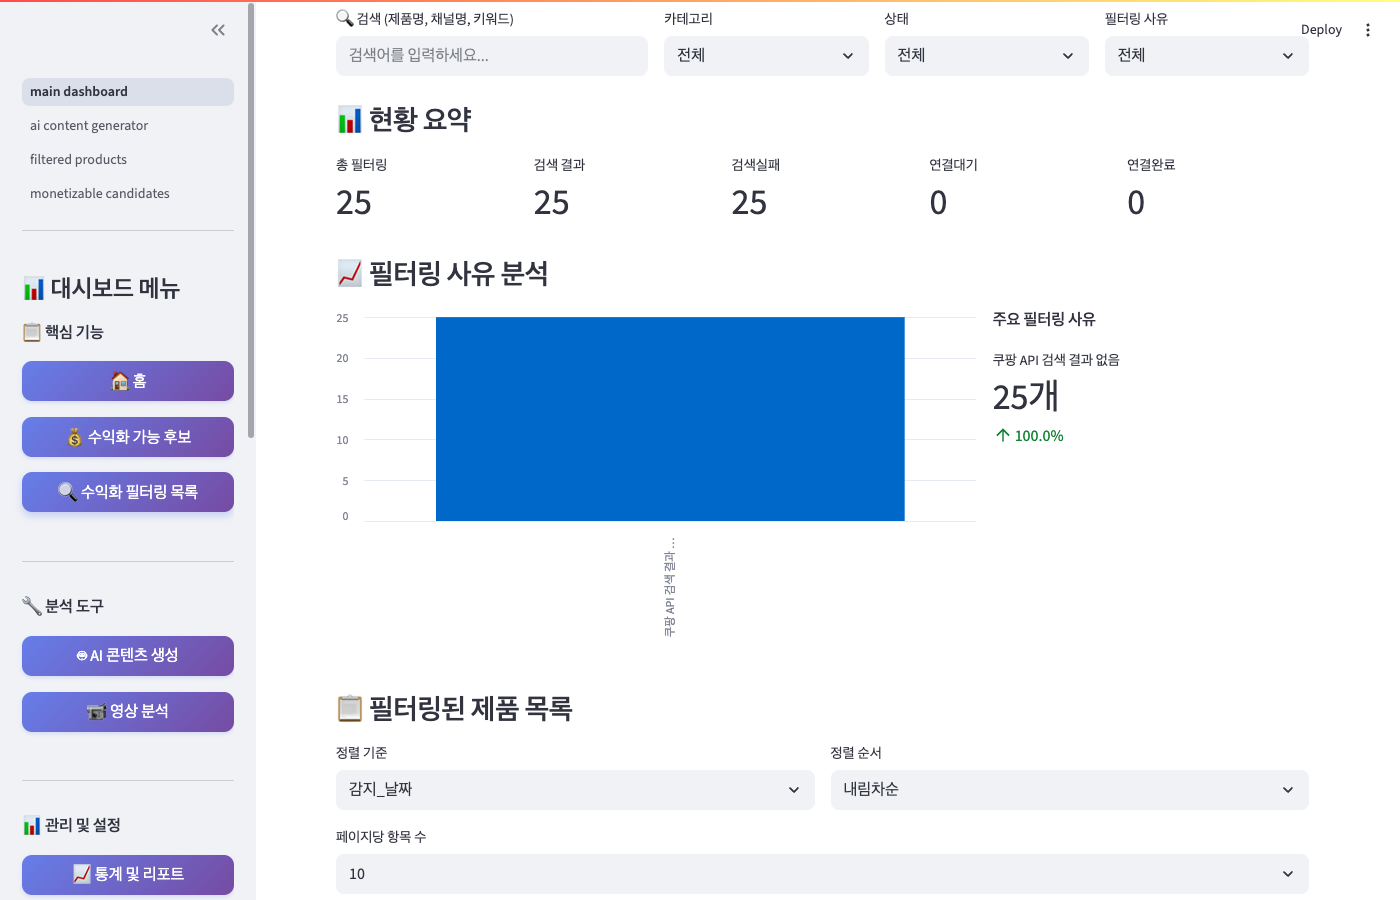 main dashboard
ai content generator
filtered products
monetizable candidates
대시보드 메뉴
핵심 기능
홈
수익화 가능 후보
수익화 필터링 목록
분석 도구
AI 콘텐츠 생성
영상 분석
관리 및 설정
통계 및 리포트
Deploy
검색 (제품명, 채널명, 키워드)
카테고리
상태
필터링 사유
검색어를 입력하세요...
전체
전체
전체
현황 요약
총 필터링
검색 결과
검색실패
연결대기
연결완료
25
25
25
0
0
필터링 사유 분석
25
20
15
10
5
0
쿠팡 API 검색 결과 ...
주요 필터링 사유
쿠팡 API 검색 결과 없음
25개
↑ 100.0%
필터링된 제품 목록
정렬 기준
정렬 순서
감지_날짜
내림차순
페이지당 항목 수
10